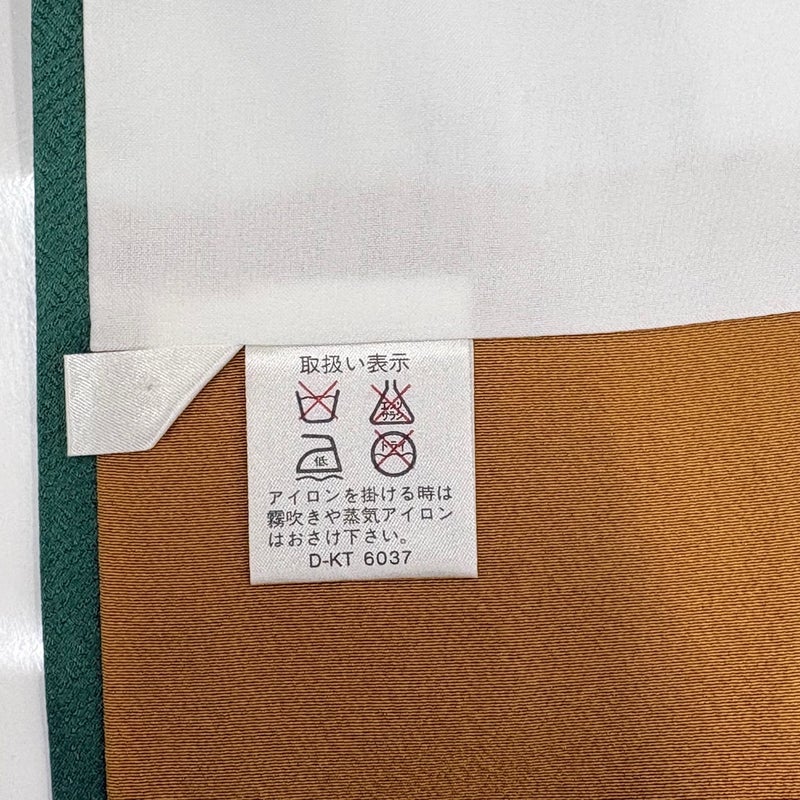 取扱い表示
エンソ
サラシ
低
ドライ
アイロンを掛ける時は
霧吹きや蒸気アイロン
はおさけ下さい。
D-KT 6037